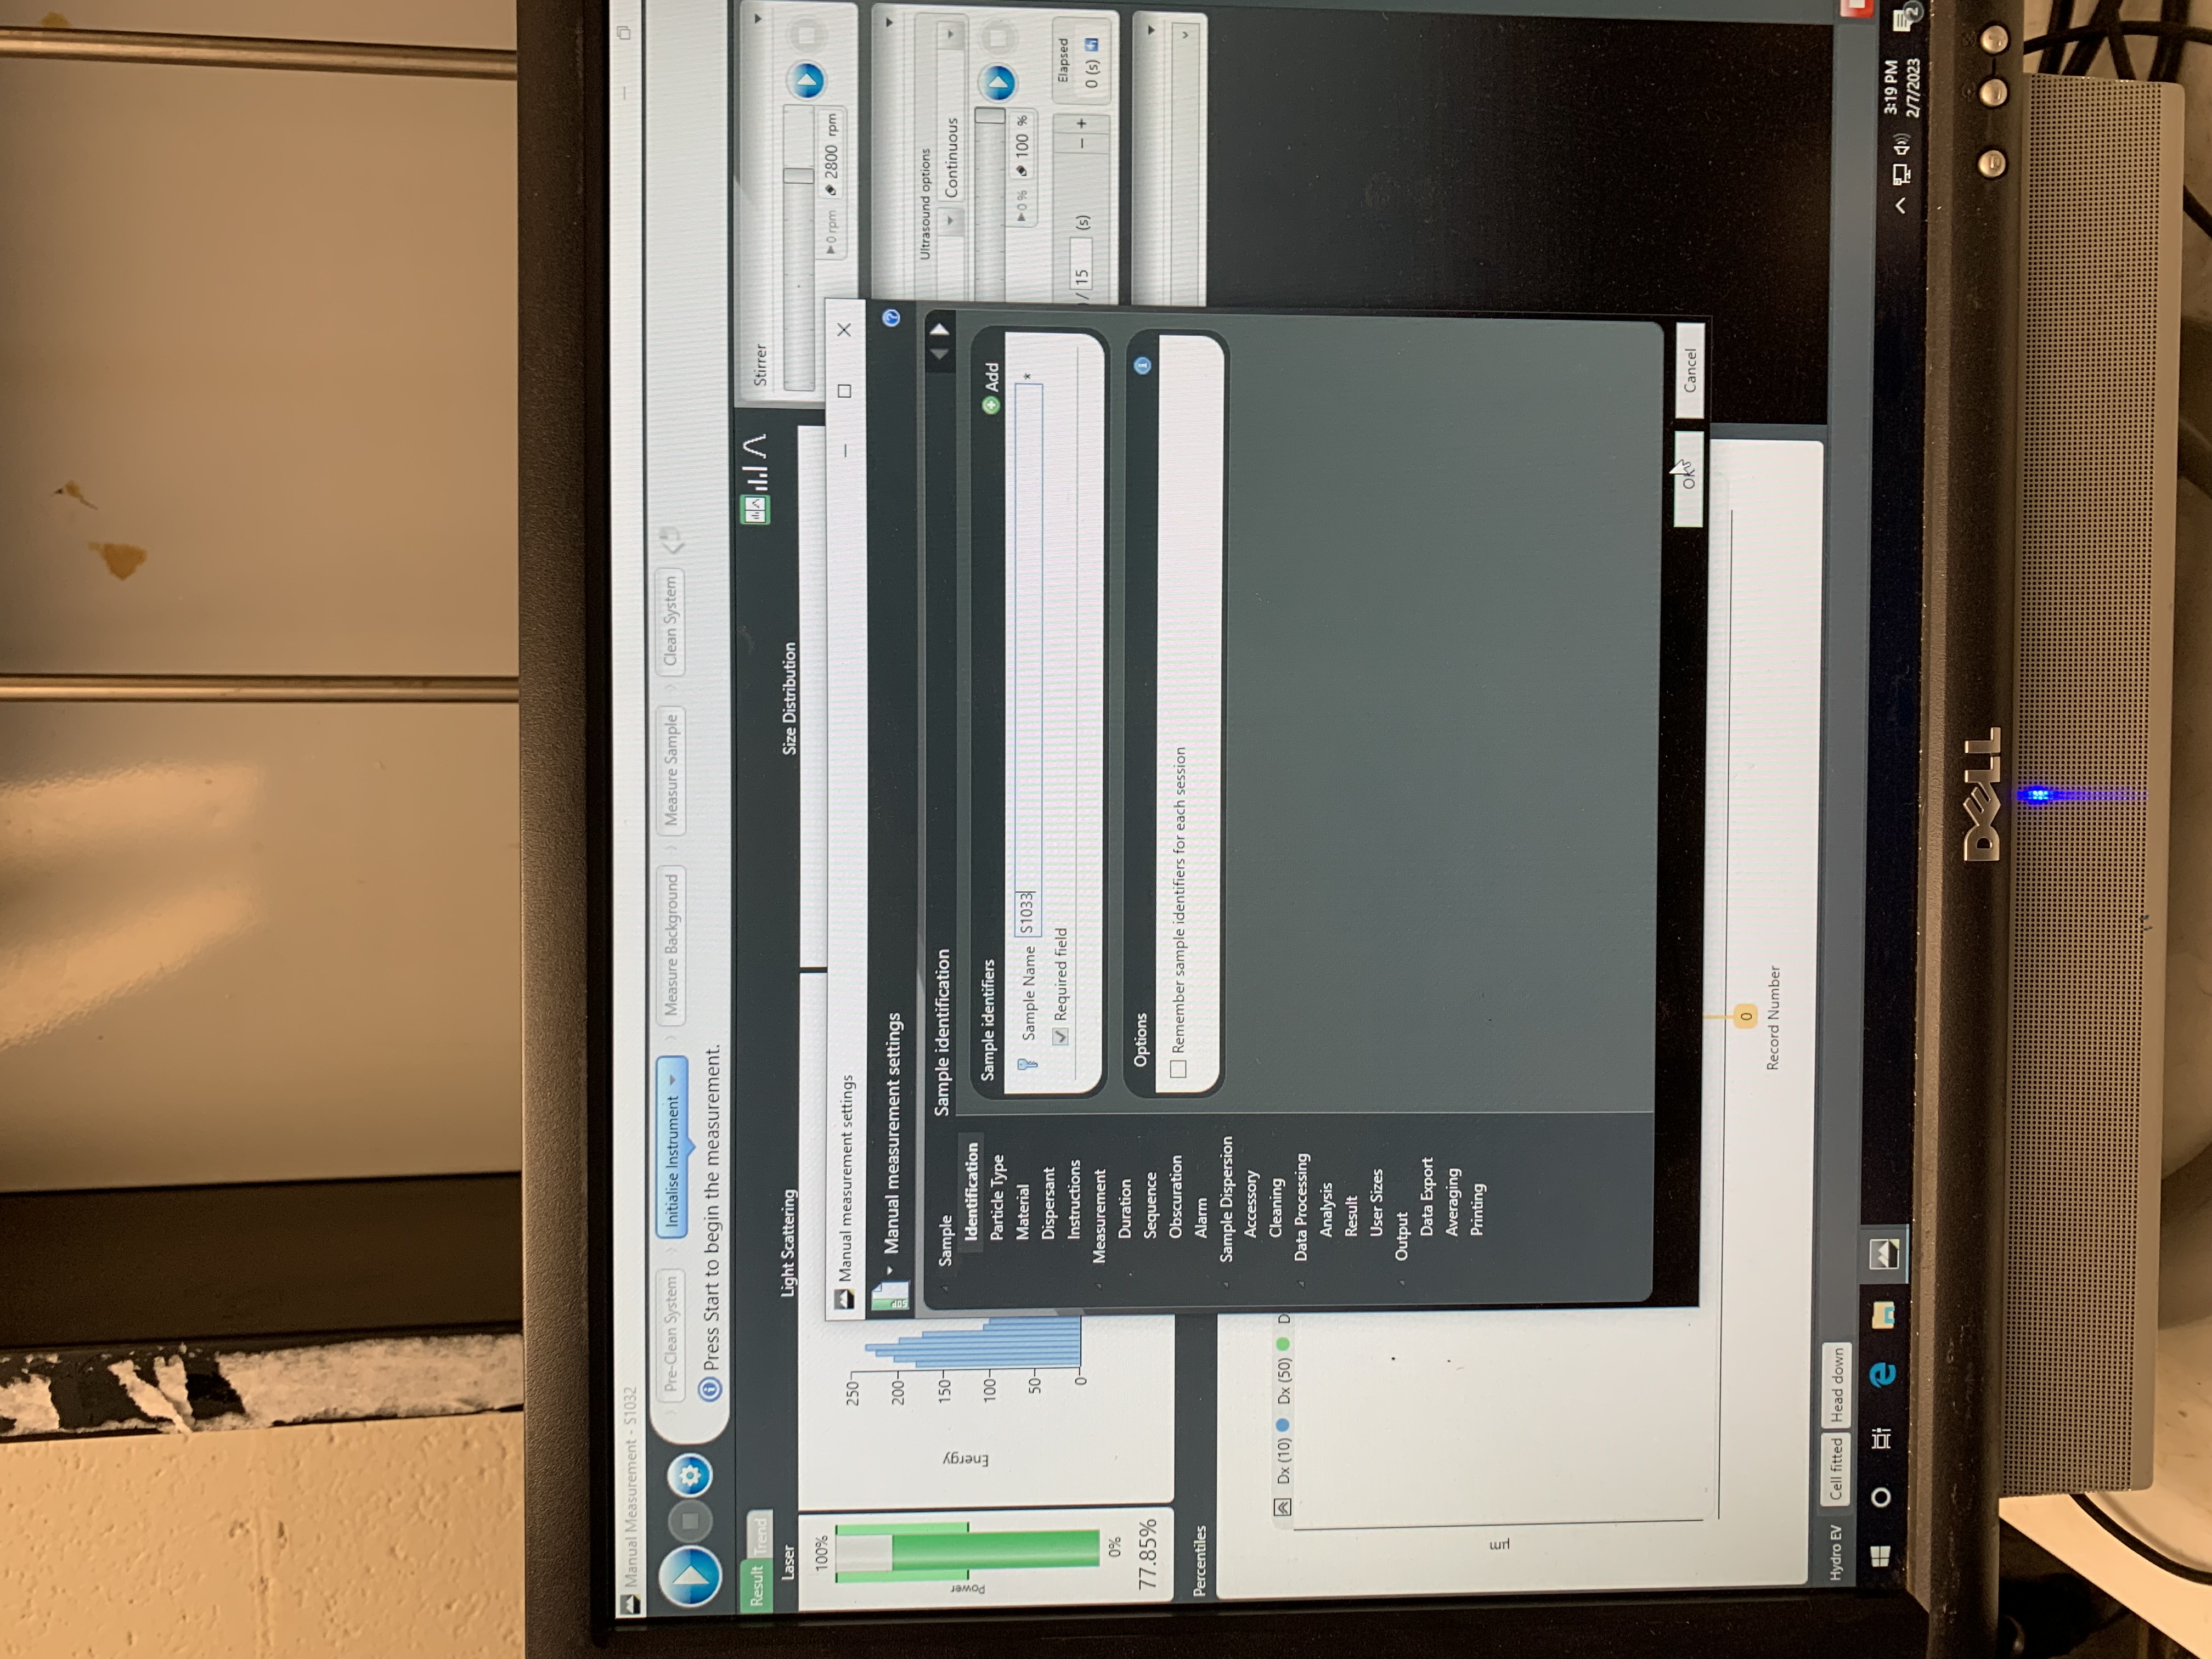 Manual Measurement - S1032
Pre-Clean System
Initialise Instrument
Measure Background
Measure Sample
Clean System
Press Start to begin the measurement.
Result
Trend
Laser
Light Scattering
Size Distribution
100%
Power
0%
77.85%
Energy
250
200
150
100
50
0
Stirrer
0 rpm
2800 rpm
Ultrasound options
Continuous
0 %
100 %
/ 15 (s)
- +
Elapsed
0 (s)
Manual measurement settings
SOP
Manual measurement settings
Sample
Identification
Particle Type
Material
Dispersant
Instructions
Measurement
Duration
Sequence
Obscuration
Alarm
Sample Dispersion
Accessory
Cleaning
Data Processing
Analysis
Result
User Sizes
Output
Data Export
Averaging
Printing
Sample identification
Sample identifiers
Add
Sample Name S1033 *
Required field
Options
Remember sample identifiers for each session
OK
Cancel
Percentiles
Dx (10) Dx (50) D
µm
0
Record Number
Hydro EV
Cell fitted
Head down
3:19 PM
2/7/2023
2
DELL